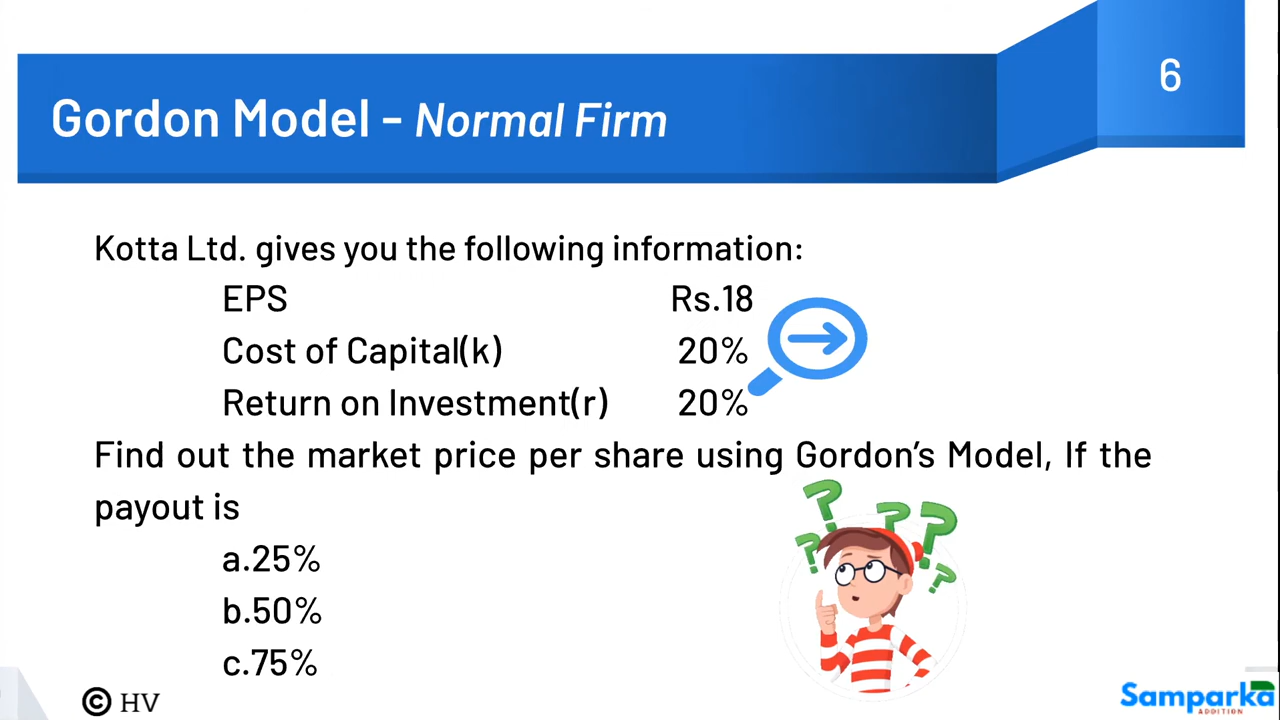 6
Gordon Model - Normal Firm
Kotta Ltd. gives you the following information:
EPS Rs.18
Cost of Capital(k) 20%
Return on Investment(r) 20%
Find out the market price per share using Gordon's Model, If the
payout is
a.25%
b.50%
c.75%
© HV
Samparka
ADDITION